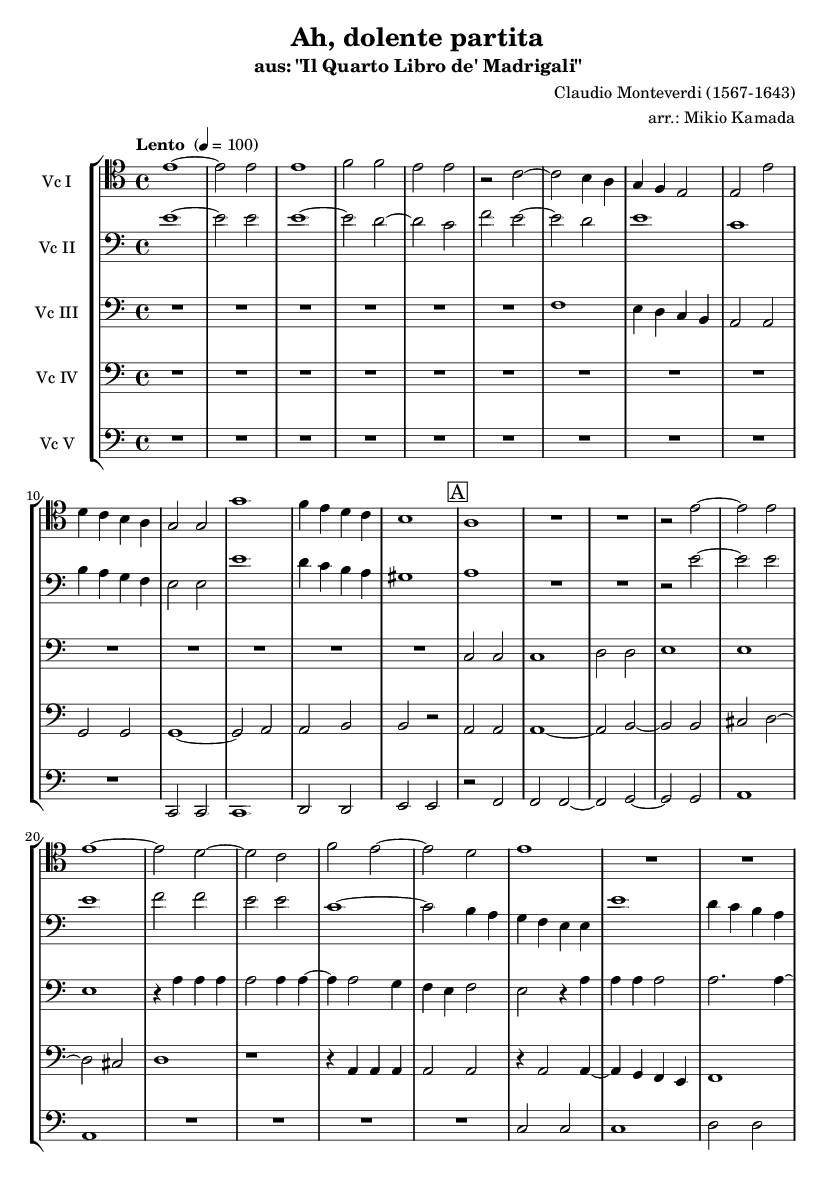 Ah, dolente partita
aus: "Il Quarto Libro de' Madrigali"
Claudio Monteverdi (1567-1643)
arr.: Mikio Kamada
Lento (♩ = 100)
Vc I
Vc II
Vc III
Vc IV
Vc V
10
A
20